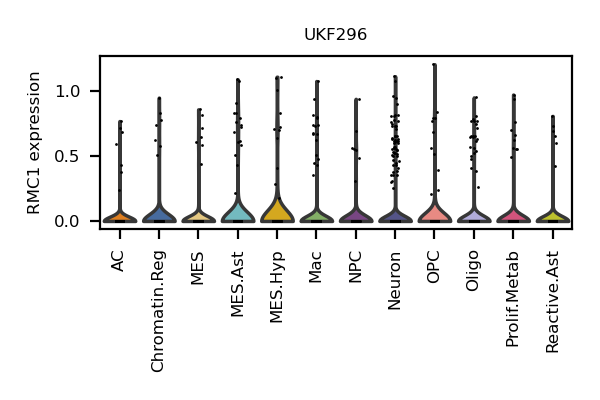 UKF296
RMC1 expression
1.0
0.5
0.0
AC
Chromatin.Reg
MES
MES.Ast
MES.Hyp
Mac
NPC
Neuron
OPC
Oligo
Prolif.Metab
Reactive.Ast